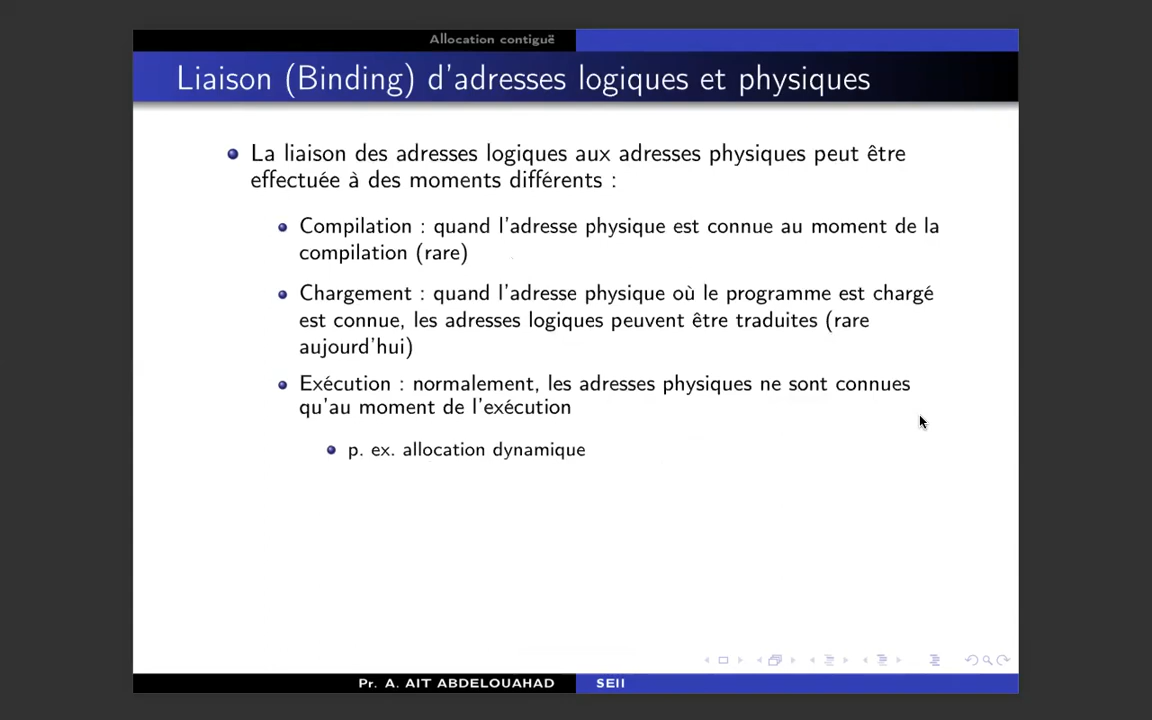 Allocation contiguë
Liaison (Binding) d'adresses logiques et physiques
La liaison des adresses logiques aux adresses physiques peut être
effectuée à des moments différents :
Compilation : quand l'adresse physique est connue au moment de la
compilation (rare)
Chargement : quand l'adresse physique où le programme est chargé
est connue, les adresses logiques peuvent être traduites (rare
aujourd'hui)
Exécution : normalement, les adresses physiques ne sont connues
qu'au moment de l'exécution
p. ex. allocation dynamique
Pr. A. AIT ABDELOUAHAD SEII